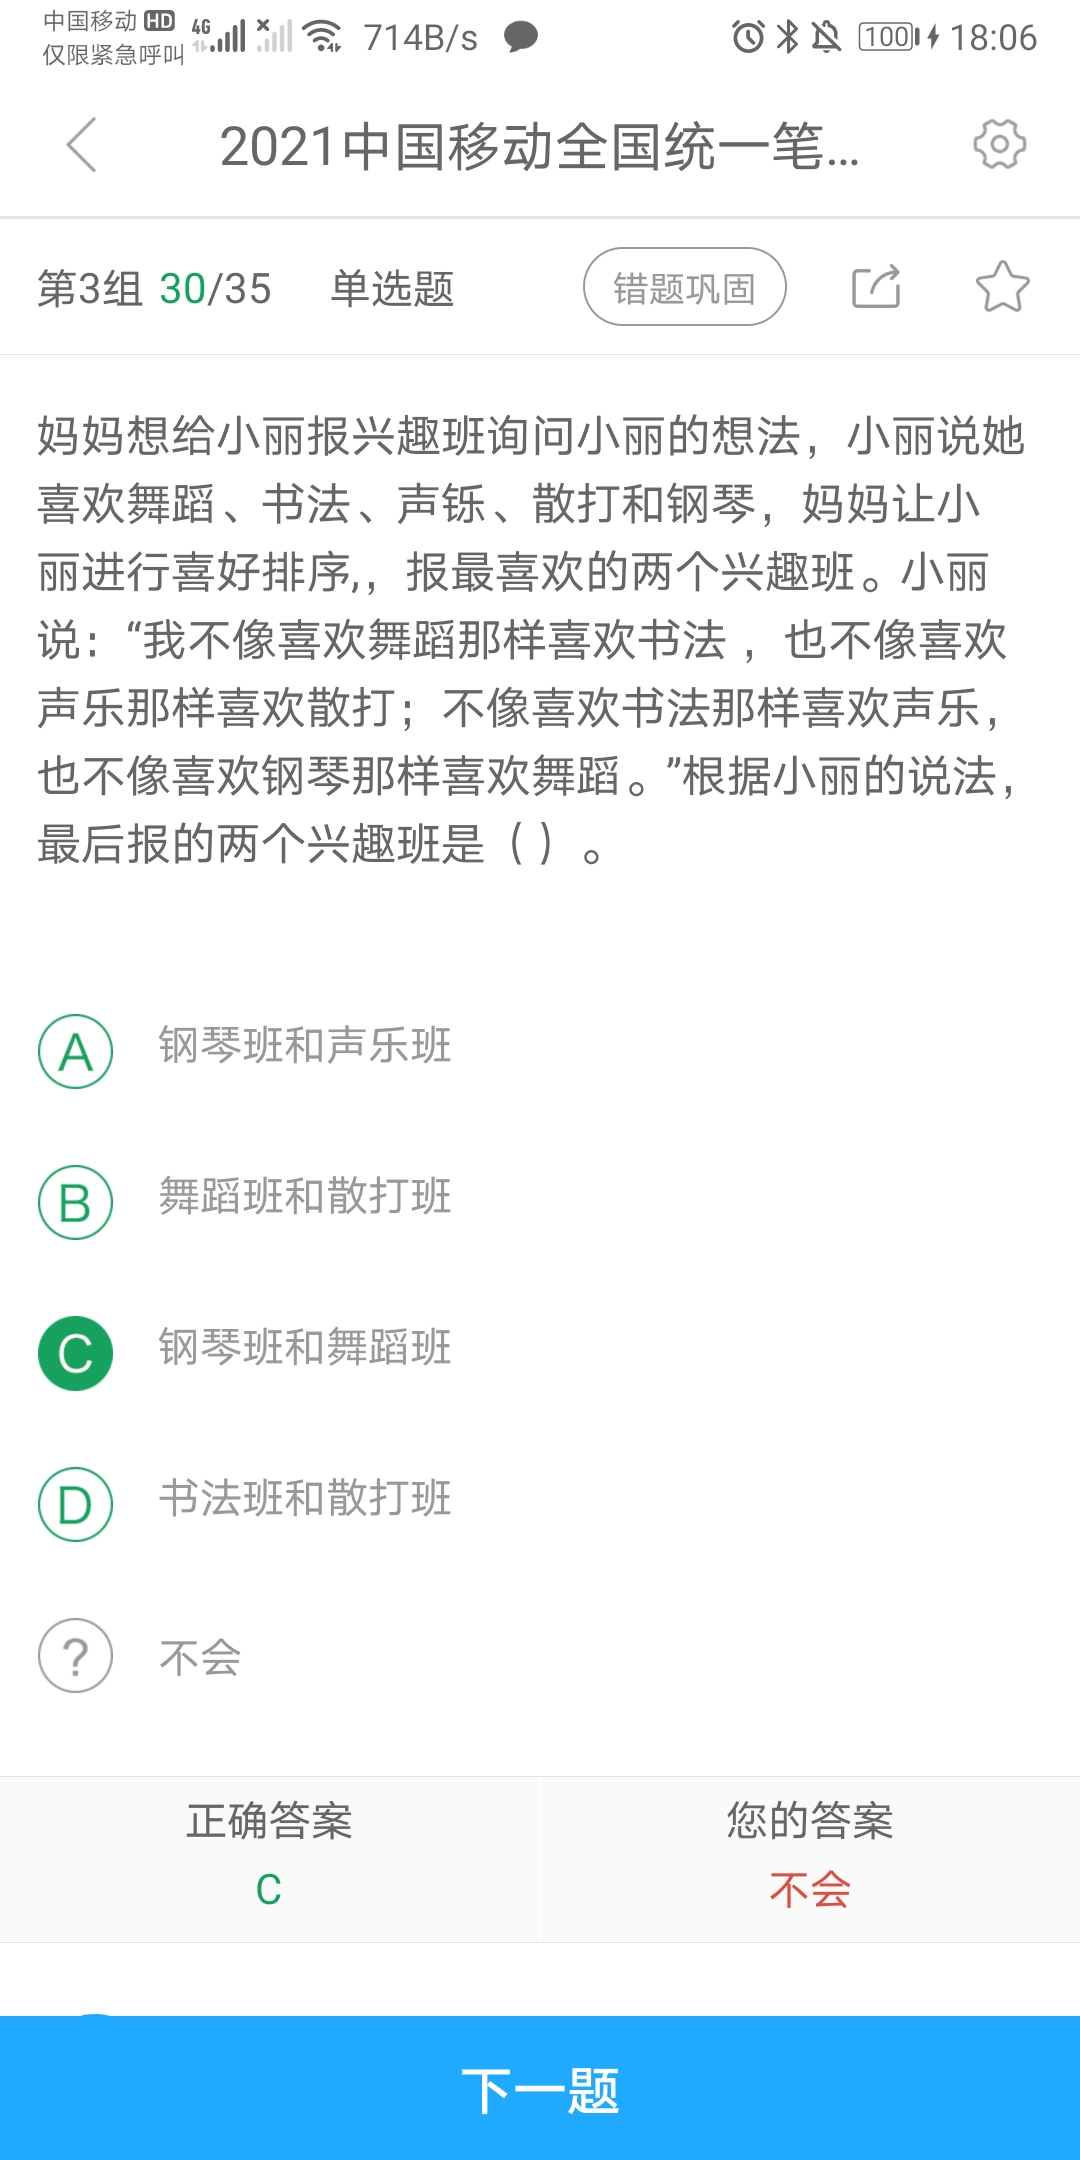 中国移动 HD 4G 714B/s 100 18:06
仅限紧急呼叫
2021中国移动全国统一笔...
第3组 30/35 单选题 错题巩固
妈妈想给小丽报兴趣班询问小丽的想法，小丽说她
喜欢舞蹈、书法、声铄、散打和钢琴，妈妈让小
丽进行喜好排序,，报最喜欢的两个兴趣班。小丽
说：“我不像喜欢舞蹈那样喜欢书法 ，也不像喜欢
声乐那样喜欢散打；不像喜欢书法那样喜欢声乐，
也不像喜欢钢琴那样喜欢舞蹈。”根据小丽的说法，
最后报的两个兴趣班是（）。
A 钢琴班和声乐班
B 舞蹈班和散打班
C 钢琴班和舞蹈班
D 书法班和散打班
? 不会
正确答案 您的答案
C 不会
下一题